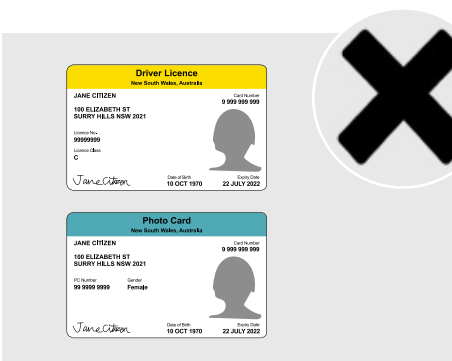 Driver Licence
New South Wales, Australia
JANE CITIZEN
Card Number
9 999 999 999
100 ELIZABETH ST
SURRY HILLS NSW 2021
Licence No.
99999999
Licence Class
C
Jane Citizen
Date of Birth
10 OCT 1970
Expiry Date
22 JULY 2022
Photo Card
New South Wales, Australia
JANE CITIZEN
Card Number
9 999 999 999
100 ELIZABETH ST
SURRY HILLS NSW 2021
PC Number
99 9999 9999
Gender
Female
Jane Citizen
Date of Birth
10 OCT 1970
Expiry Date
22 JULY 2022